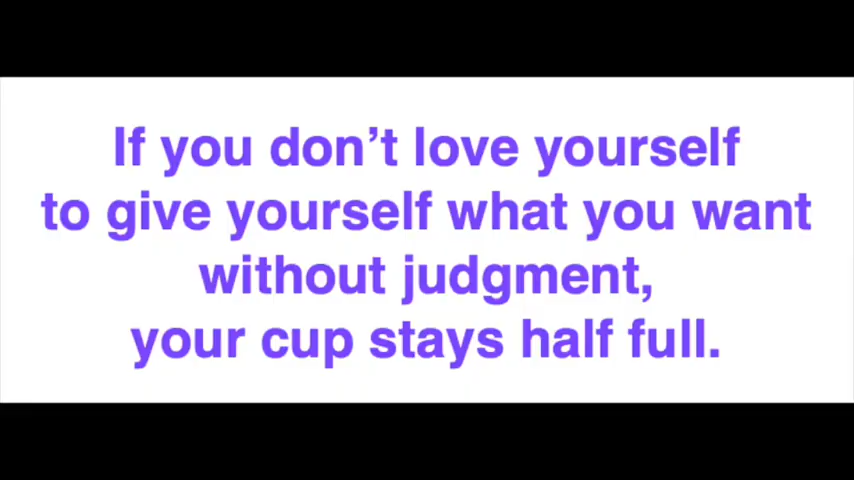 If you don’t love yourself
to give yourself what you want
without judgment,
your cup stays half full.